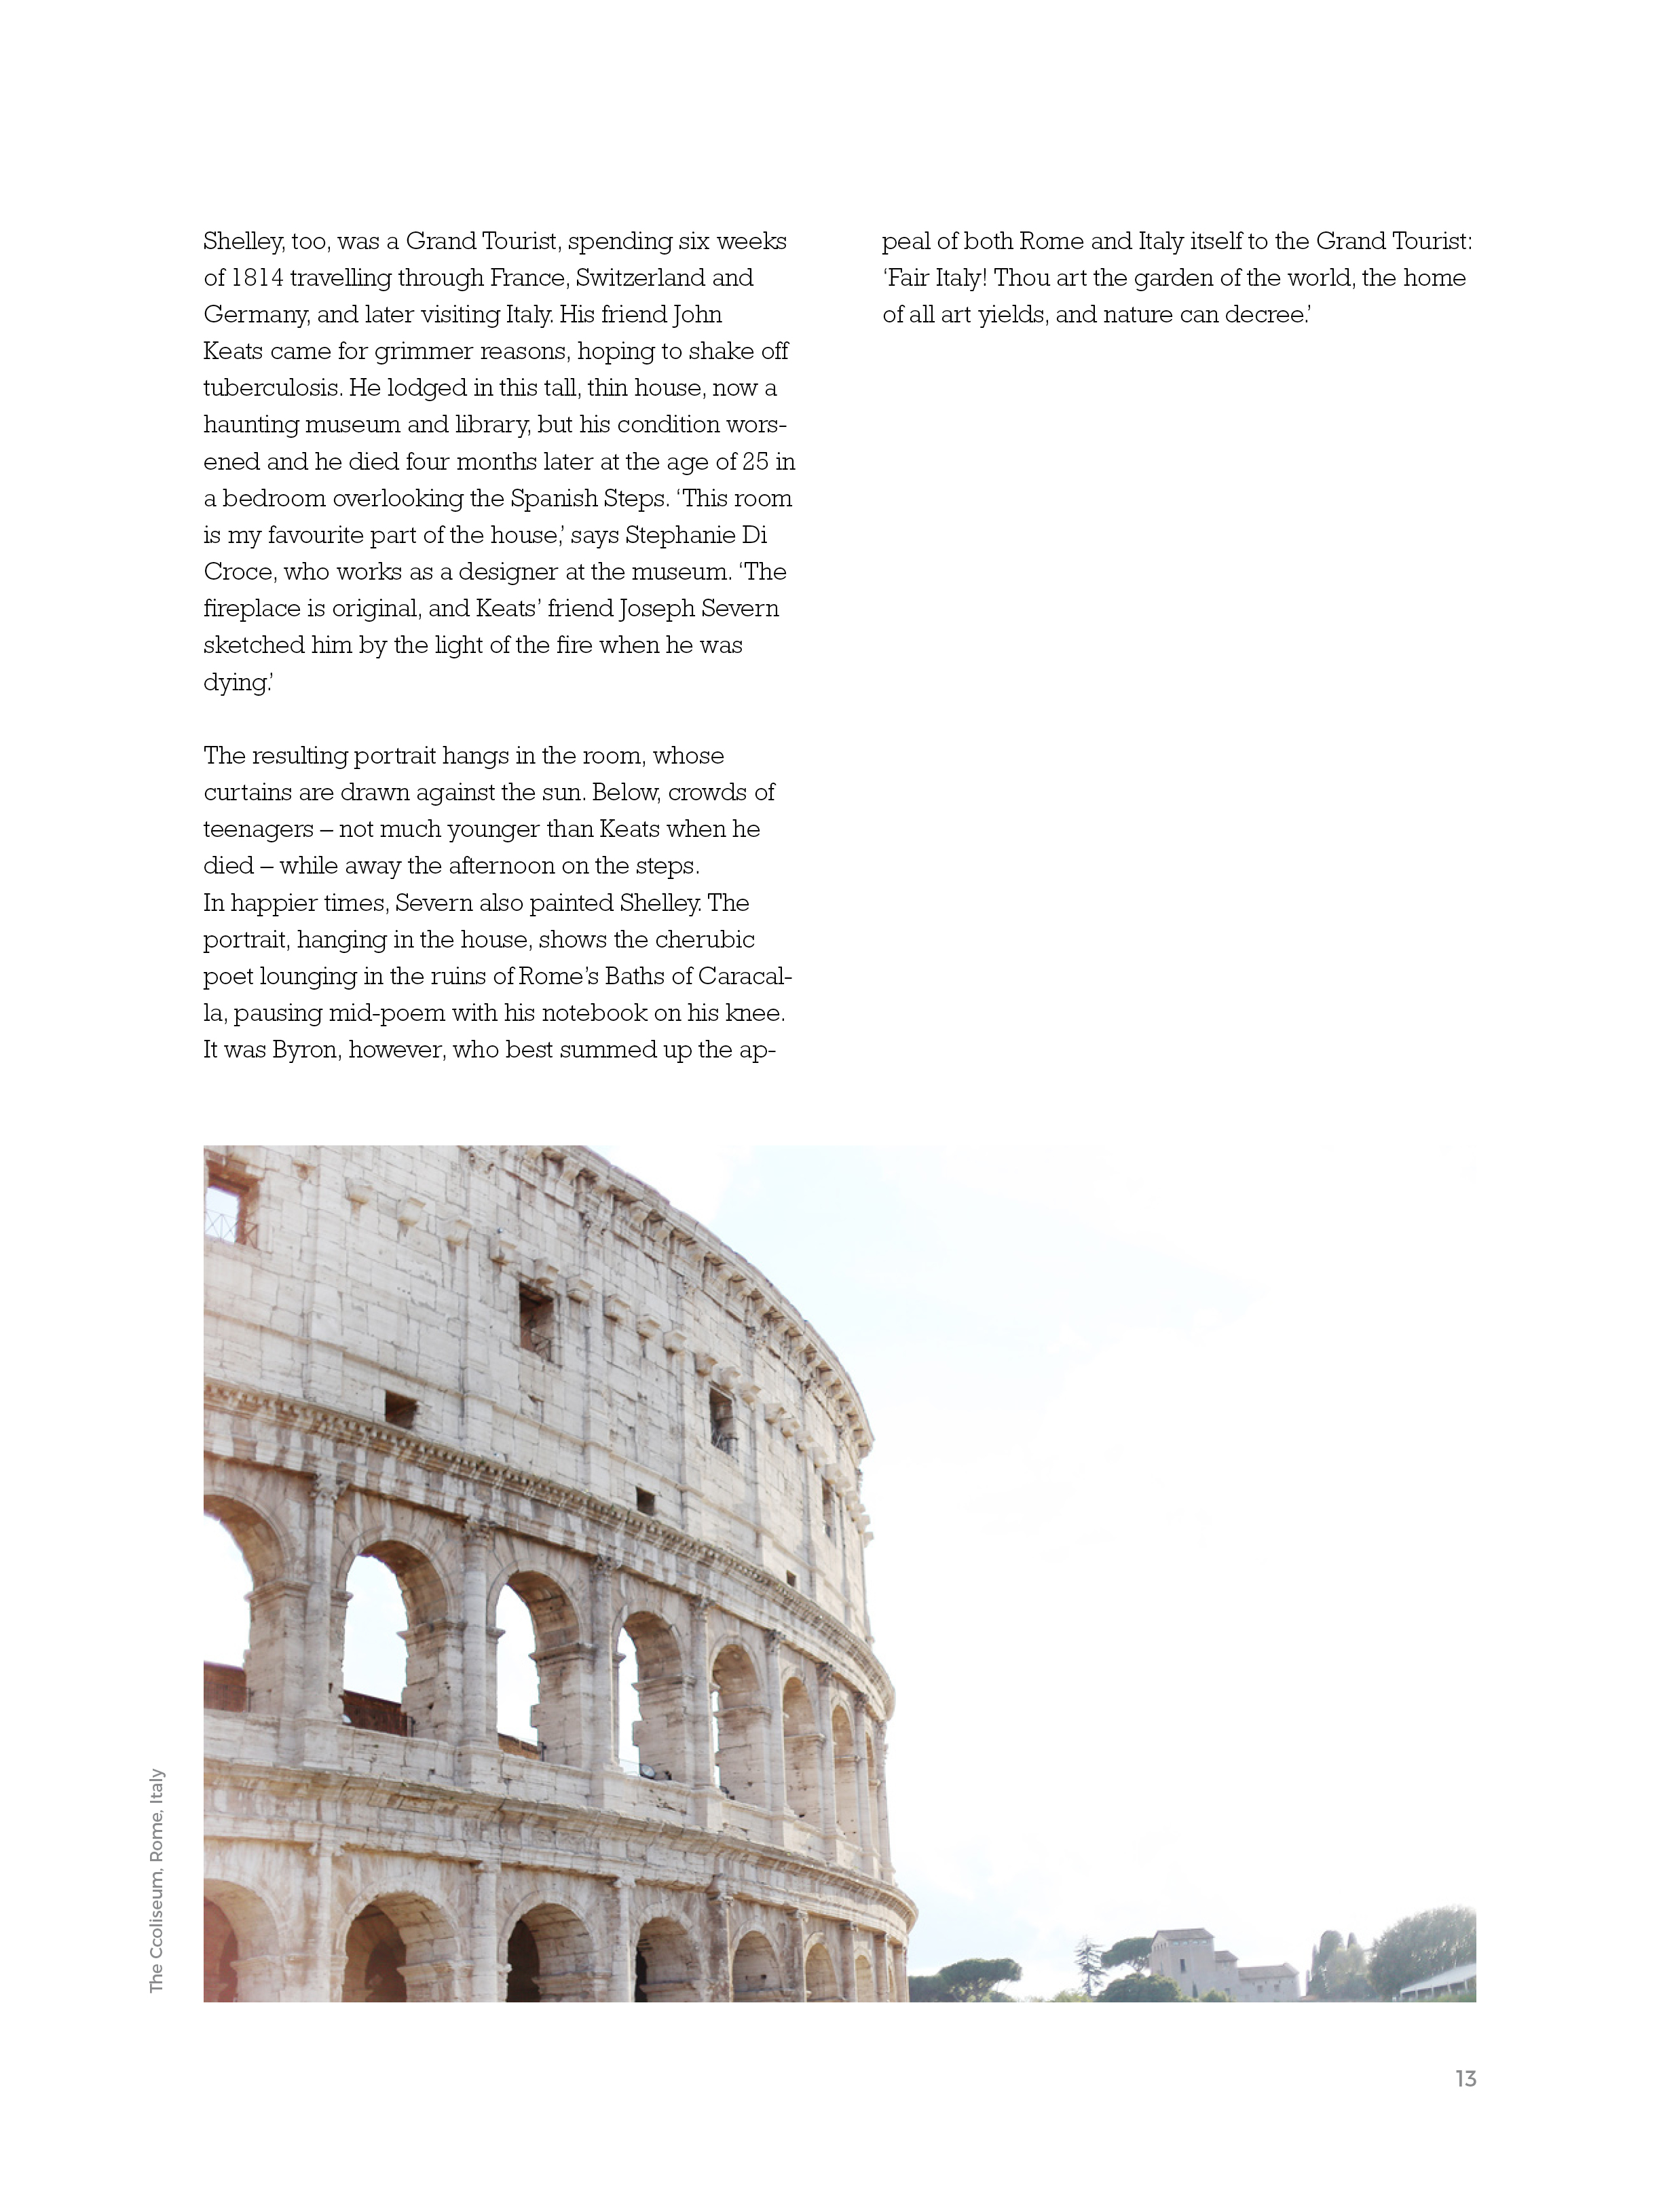 Shelley, too, was a Grand Tourist, spending six weeks
of 1814 travelling through France, Switzerland and
Germany, and later visiting Italy. His friend John
Keats came for grimmer reasons, hoping to shake off
tuberculosis. He lodged in this tall, thin house, now a
haunting museum and library, but his condition wors-
ened and he died four months later at the age of 25 in
a bedroom overlooking the Spanish Steps. ‘This room
is my favourite part of the house,’ says Stephanie Di
Croce, who works as a designer at the museum. ‘The
fireplace is original, and Keats’ friend Joseph Severn
sketched him by the light of the fire when he was
dying.’
The resulting portrait hangs in the room, whose
curtains are drawn against the sun. Below, crowds of
teenagers – not much younger than Keats when he
died – while away the afternoon on the steps.
In happier times, Severn also painted Shelley. The
portrait, hanging in the house, shows the cherubic
poet lounging in the ruins of Rome’s Baths of Caracal-
la, pausing mid-poem with his notebook on his knee.
It was Byron, however, who best summed up the ap-
peal of both Rome and Italy itself to the Grand Tourist:
‘Fair Italy! Thou art the garden of the world, the home
of all art yields, and nature can decree.’
The Ccoliseum, Rome, Italy
13